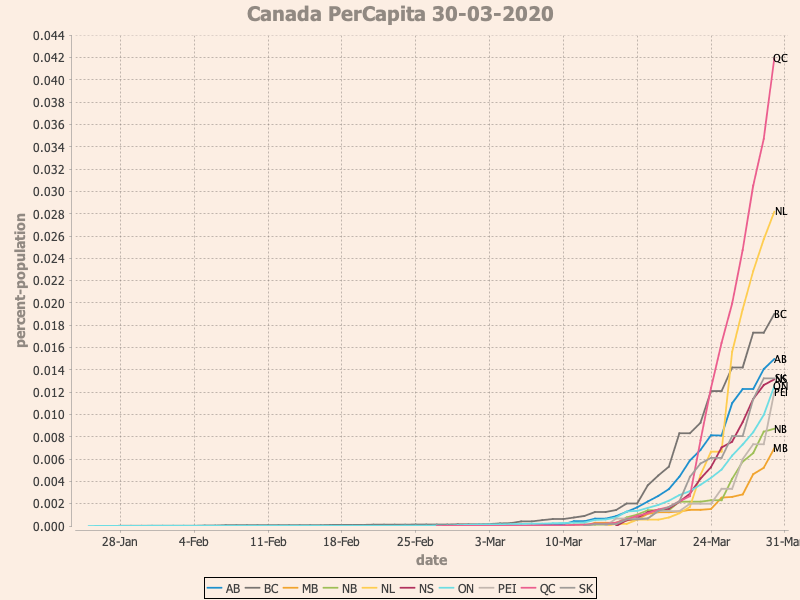 Canada PerCapita 30-03-2020
0.044
0.042
0.040
0.038
0.036
0.034
0.032
0.030
0.028
0.026
0.024
0.022
0.020
0.018
0.016
0.014
0.012
0.010
0.008
0.006
0.004
0.002
0.000
percent-population
QC
NL
BC
AB
SK
NS
ON
PEI
NB
MB
28-Jan 4-Feb 11-Feb 18-Feb 25-Feb 3-Mar 10-Mar 17-Mar 24-Mar 31-Mar
date
AB BC MB NB NL NS ON PEI QC SK